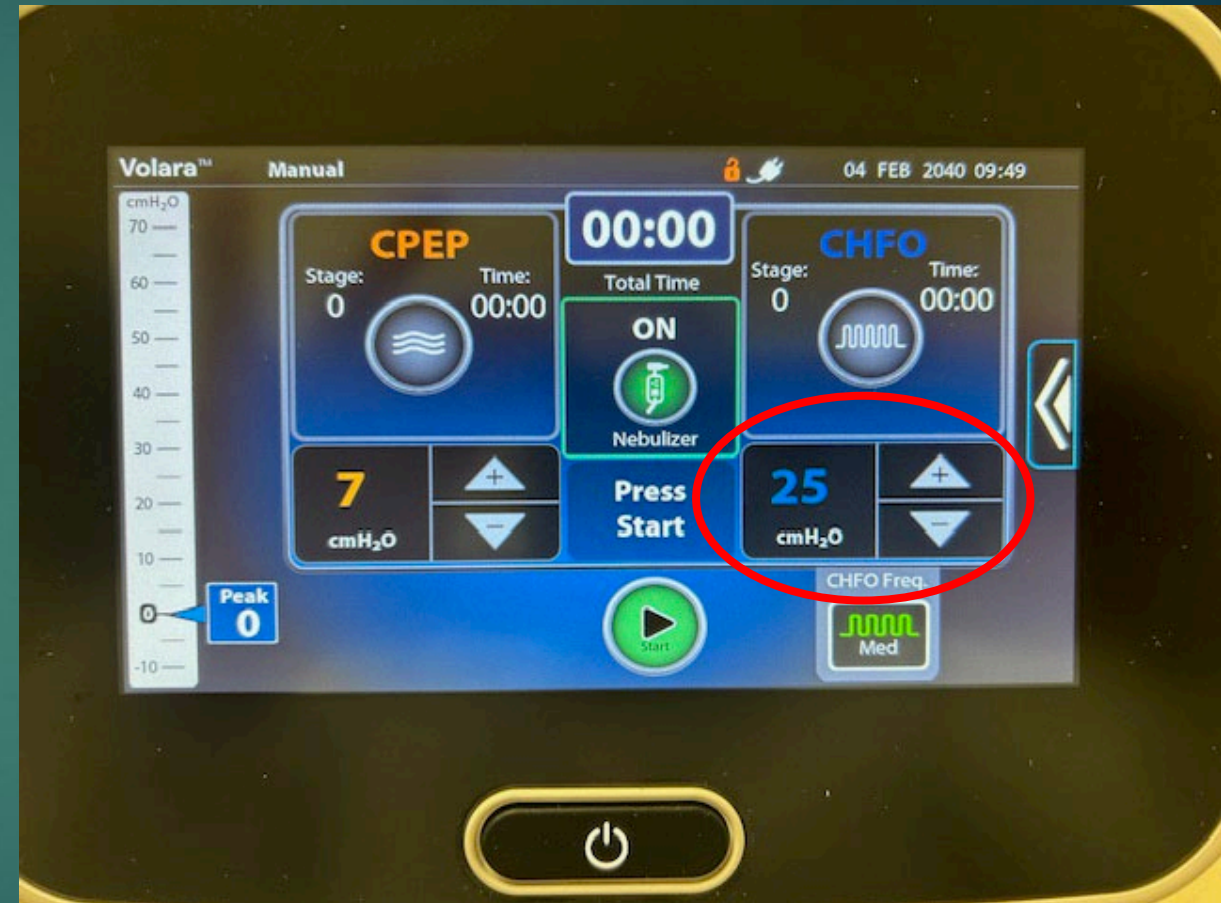 Volara™ Manual 04 FEB 2040 09:49
cmH₂O
70
60
50
40
30
20
10
0
-10
Peak
0
CPEP
Stage: Time:
0 00:00
7
cmH₂O
+
−
00:00
Total Time
ON
Nebulizer
Press
Start
Start
CHFO
Stage: Time:
0 00:00
25
cmH₂O
+
−
CHFO Freq.
Med